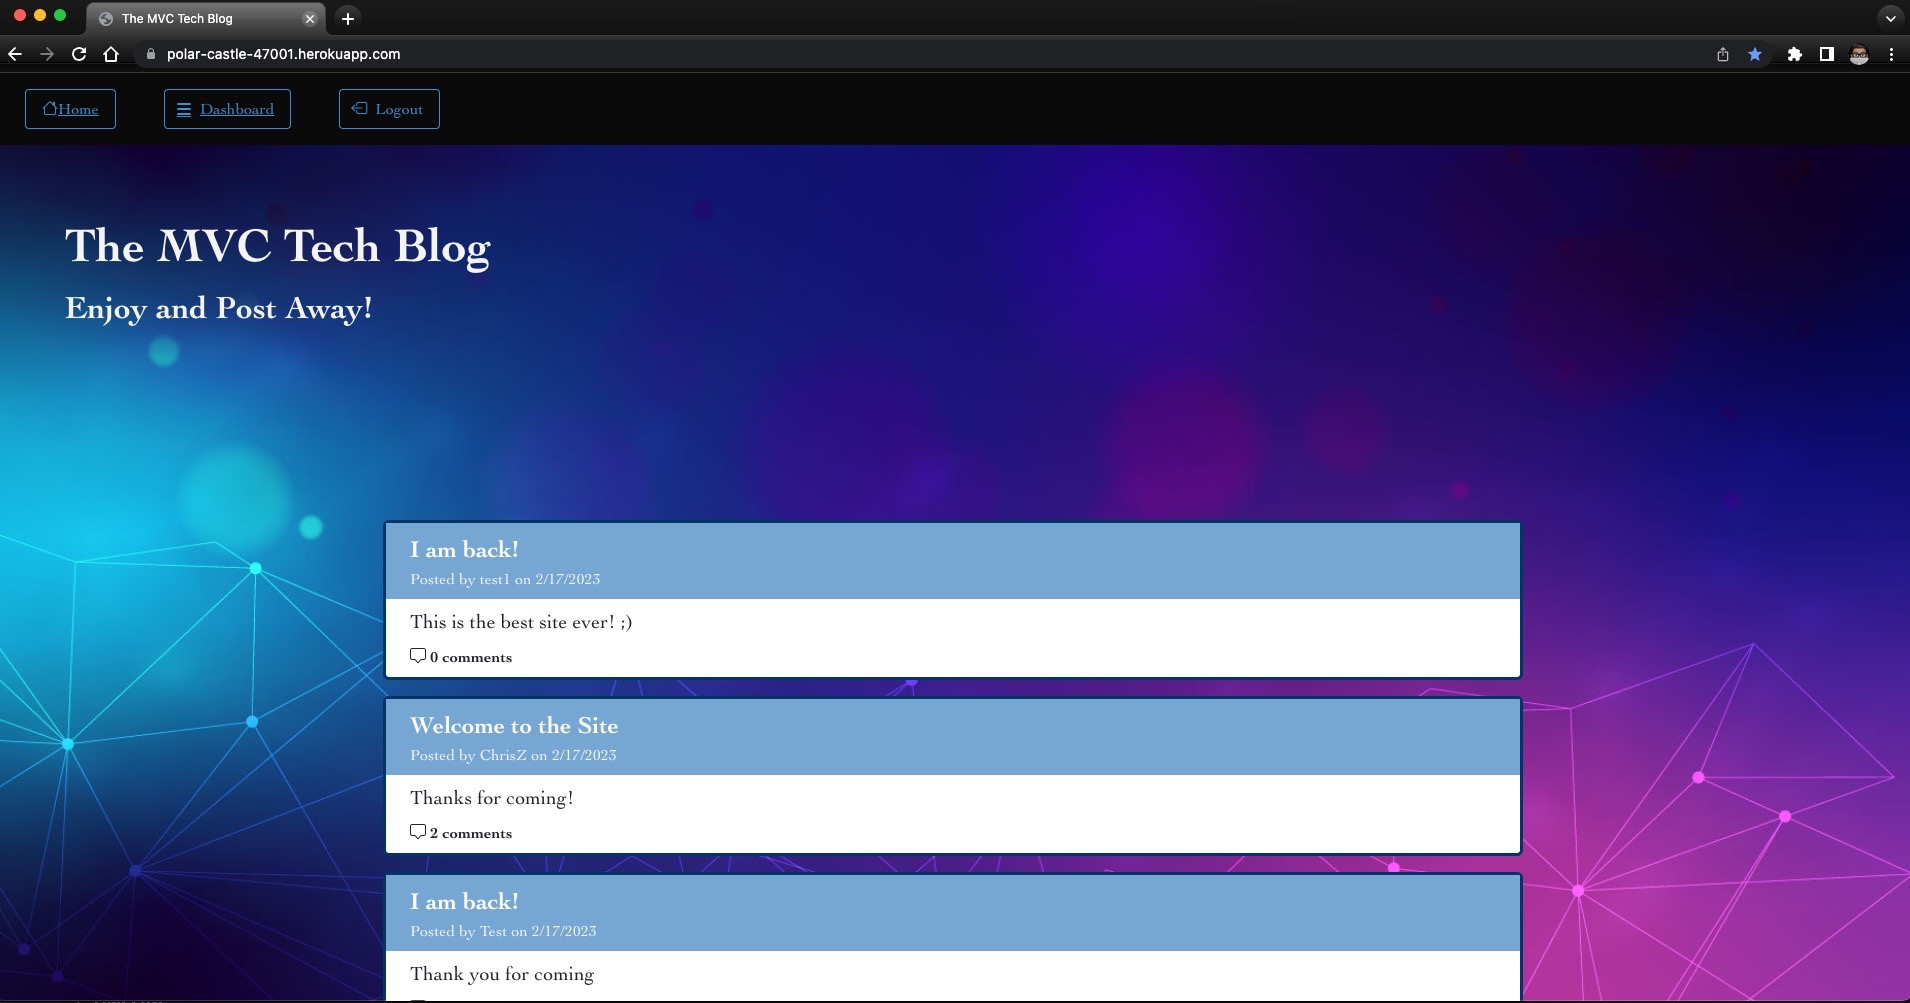 The MVC Tech Blog
polar-castle-47001.herokuapp.com
Home Dashboard Logout
The MVC Tech Blog
Enjoy and Post Away!
I am back!
Posted by test1 on 2/17/2023
This is the best site ever! ;)
0 comments
Welcome to the Site
Posted by ChrisZ on 2/17/2023
Thanks for coming!
2 comments
I am back!
Posted by Test on 2/17/2023
Thank you for coming